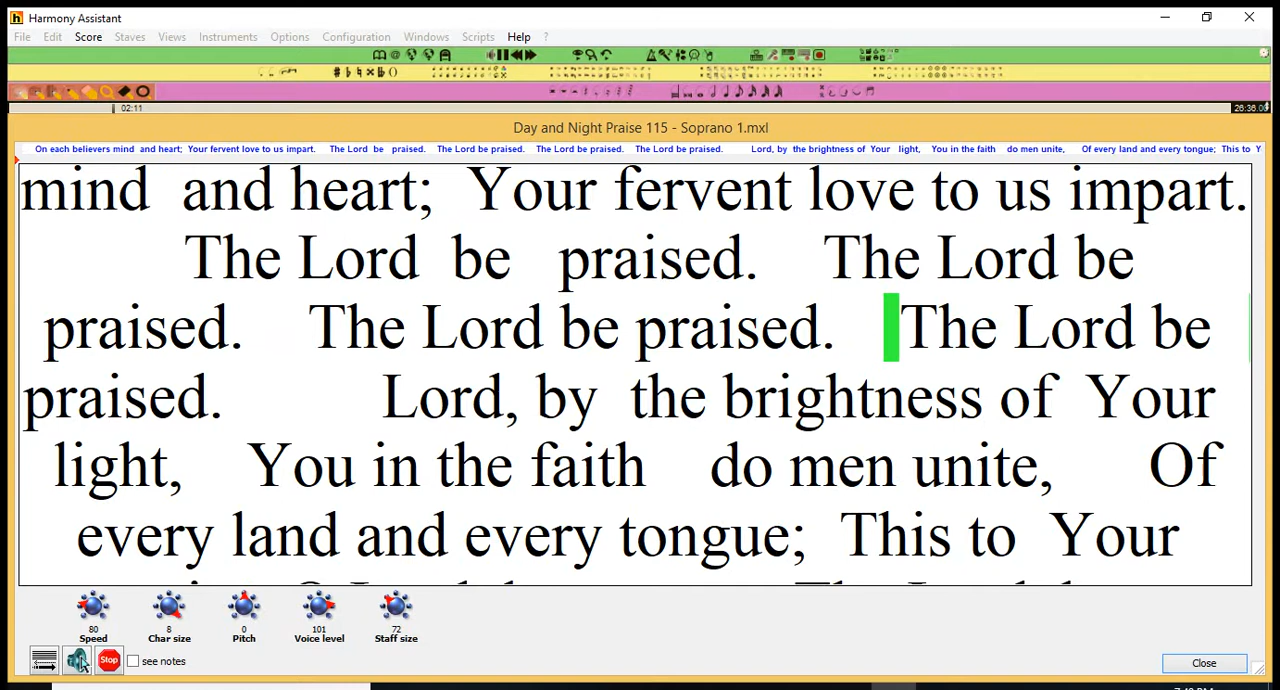 Harmony Assistant
File Edit Score Staves Views Instruments Options Configuration Windows Scripts Help ?
02:11
Day and Night Praise 115 - Soprano 1.mxl
On each believers mind and heart; Your fervent love to us impart. The Lord be praised. The Lord be praised. The Lord be praised. The Lord be praised. Lord, by the brightness of Your light, You in the faith do men unite, Of every land and every tongue; This to Y
mind and heart; Your fervent love to us impart.
The Lord be praised. The Lord be
praised. The Lord be praised. The Lord be
praised. Lord, by the brightness of Your
light, You in the faith do men unite, Of
every land and every tongue; This to Your
80 8 0 101 72
Speed Char size Pitch Voice level Staff size
Stop see notes Close